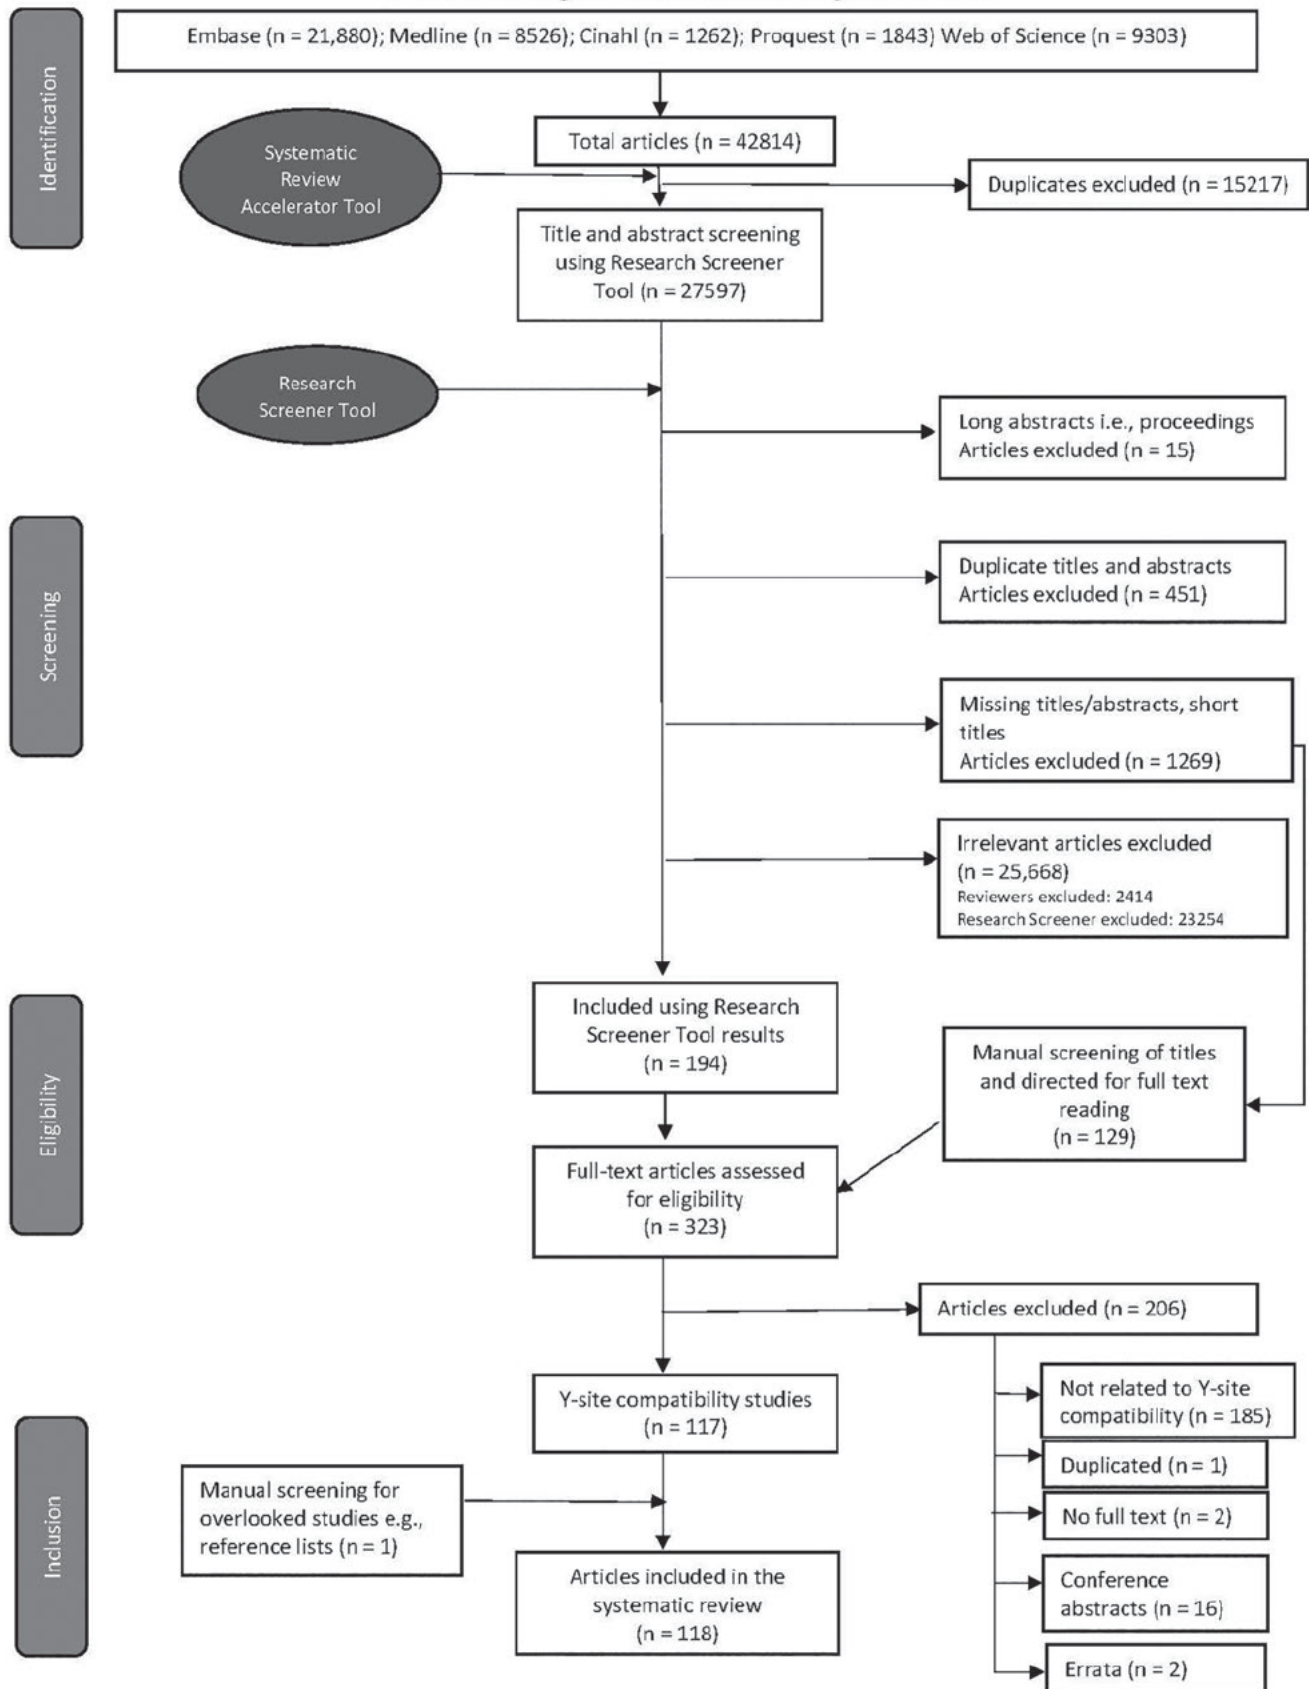 Embase (n = 21,880); Medline (n = 8526); Cinahl (n = 1262); Proquest (n = 1843) Web of Science (n = 9303)
Identification
Total articles (n = 42814)
Systematic
Review
Accelerator Tool
Duplicates excluded (n = 15217)
Title and abstract screening
using Research Screener
Tool (n = 27597)
Research
Screener Tool
Long abstracts i.e., proceedings
Articles excluded (n = 15)
Screening
Duplicate titles and abstracts
Articles excluded (n = 451)
Missing titles/abstracts, short
titles
Articles excluded (n = 1269)
Irrelevant articles excluded
(n = 25,668)
Reviewers excluded: 2414
Research Screener excluded: 23254
Eligibility
Included using Research
Screener Tool results
(n = 194)
Manual screening of titles
and directed for full text
reading
(n = 129)
Full-text articles assessed
for eligibility
(n = 323)
Articles excluded (n = 206)
Not related to Y-site
compatibility (n = 185)
Duplicated (n = 1)
No full text (n = 2)
Conference
abstracts (n = 16)
Errata (n = 2)
Inclusion
Y-site compatibility studies
(n = 117)
Manual screening for
overlooked studies e.g.,
reference lists (n = 1)
Articles included in the
systematic review
(n = 118)